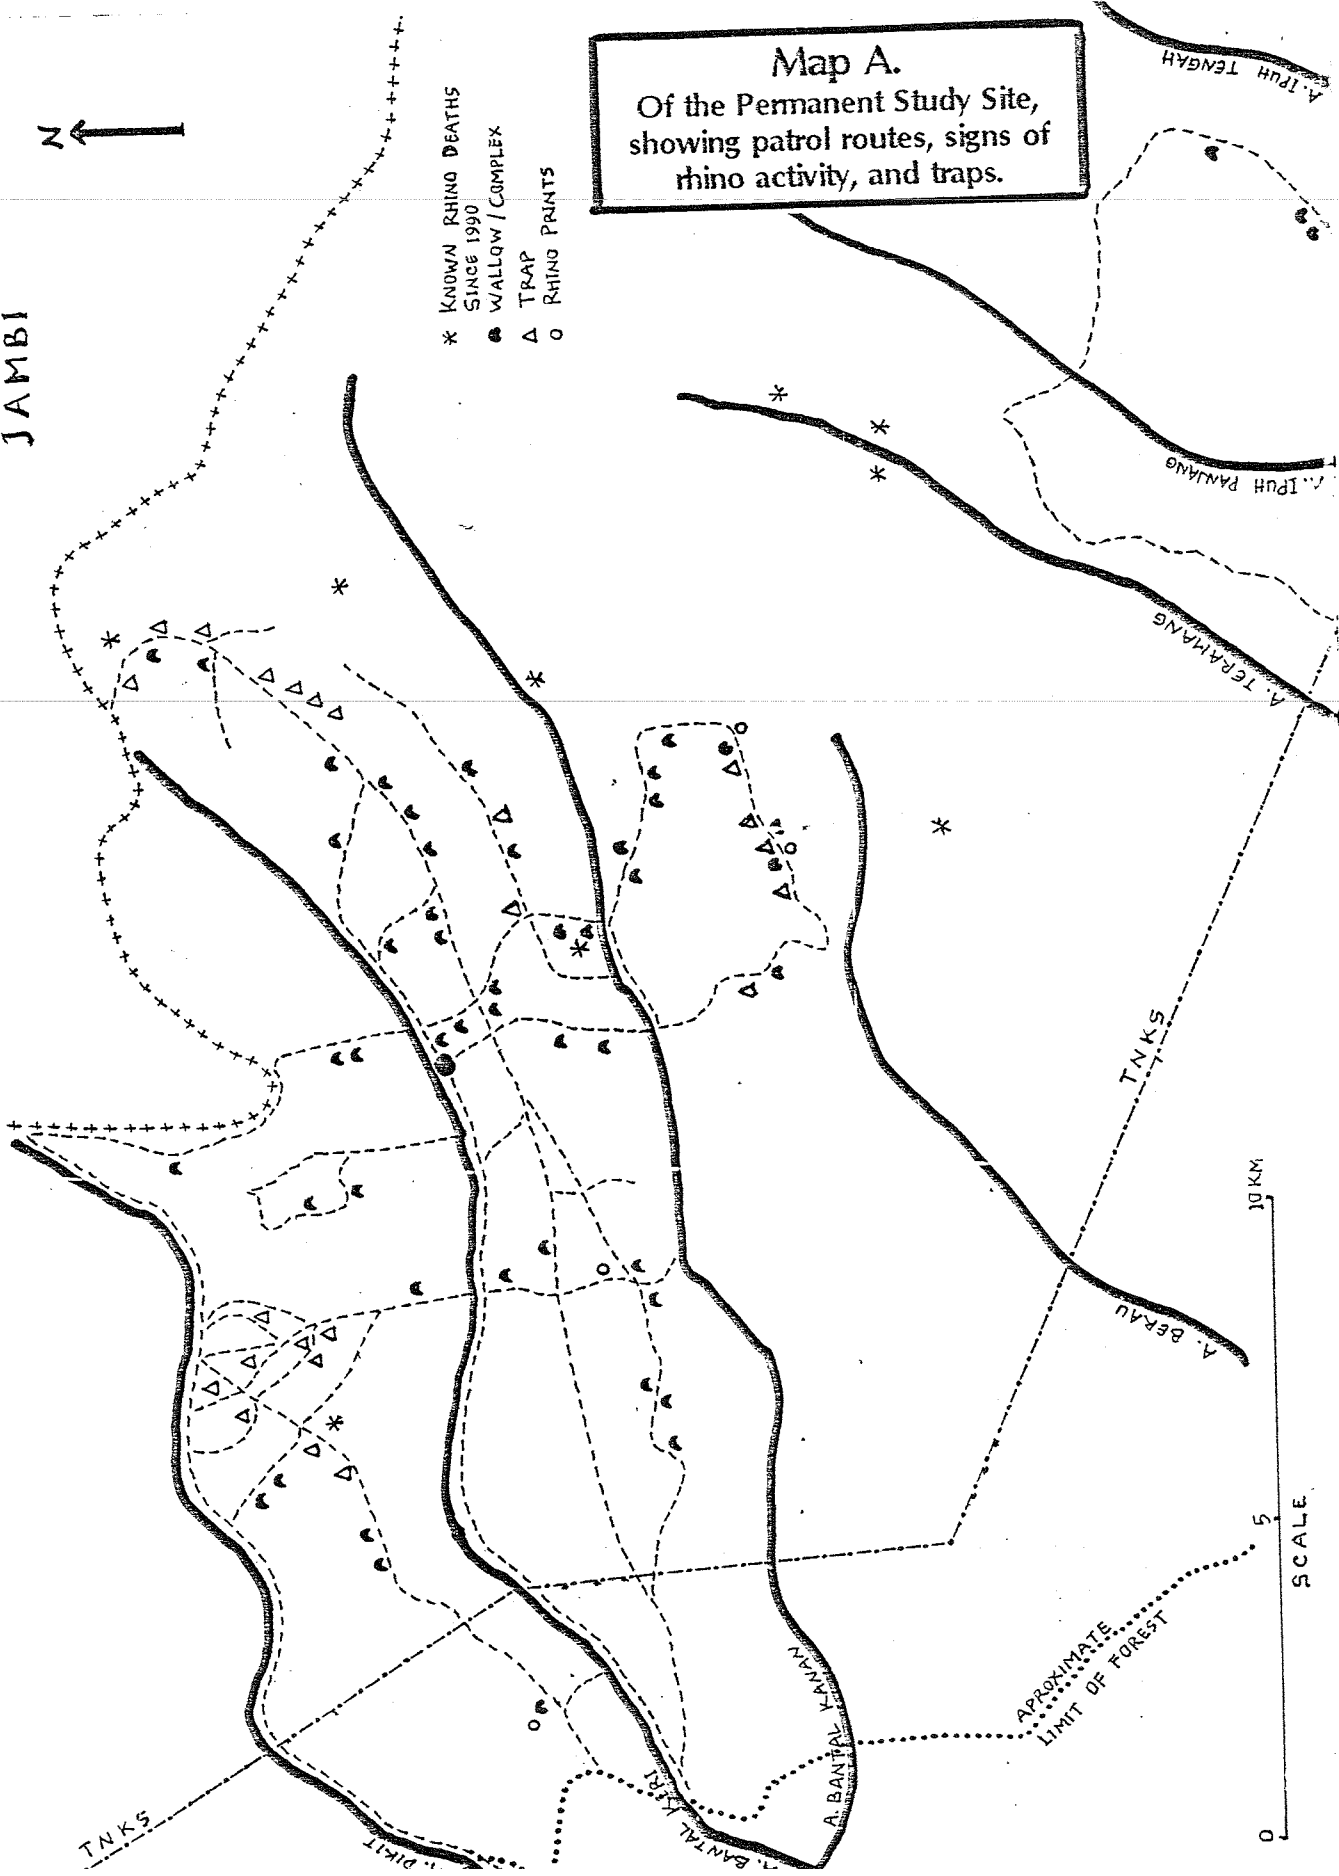 Map A.
Of the Permanent Study Site,
showing patrol routes, signs of
rhino activity, and traps.
N
JAMBI
* KNOWN RHINO DEATHS
SINCE 1990
WALLOW / COMPLEX
△ TRAP
○ RHINO PRINTS
A. IPUH TENGAH
A. IPUH PANJANG
A. TERAMANG
TNKS
A. BERAU
10 KM
5
0
SCALE
APROXIMATE
LIMIT OF FOREST
A. BANTAL KANAN
A. BANTAL KIRI
A. DIKIT
TNKS